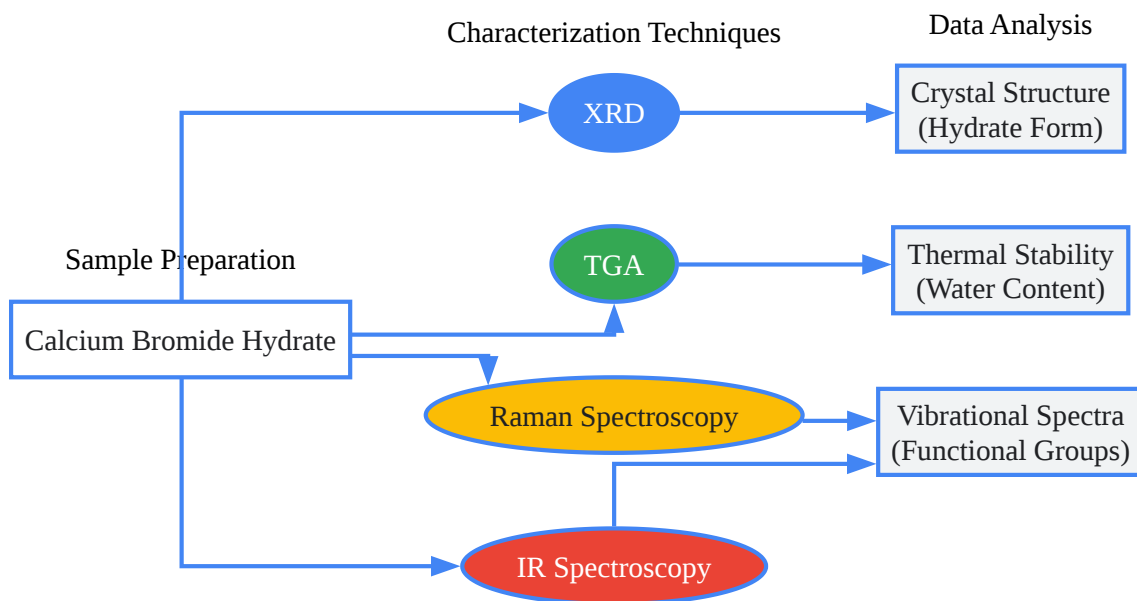 Characterization Techniques
Data Analysis
XRD
Crystal Structure
(Hydrate Form)
Sample Preparation
TGA
Thermal Stability
(Water Content)
Calcium Bromide Hydrate
Raman Spectroscopy
Vibrational Spectra
(Functional Groups)
IR Spectroscopy